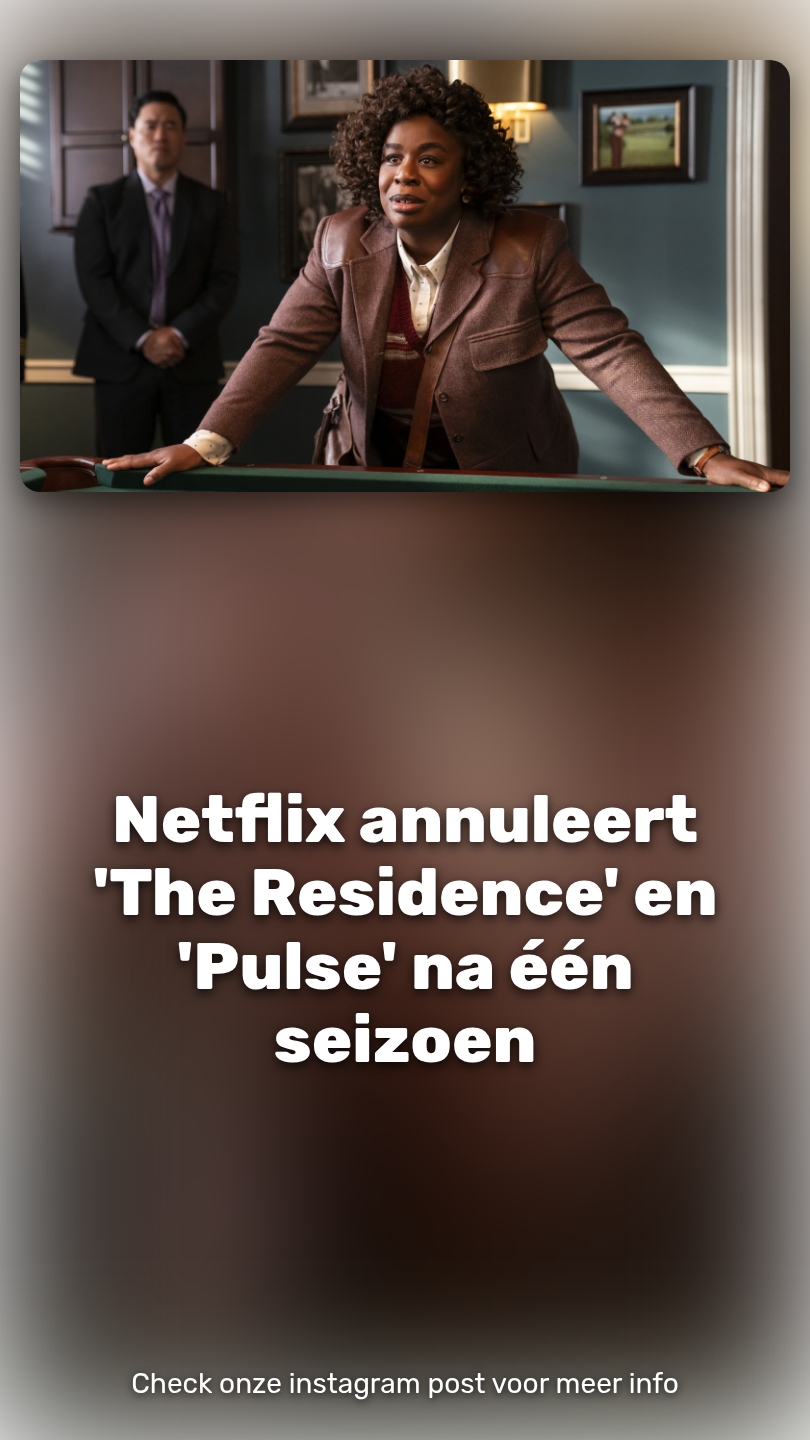 Netflix annuleert
'The Residence' en
'Pulse' na één
seizoen
Check onze instagram post voor meer info